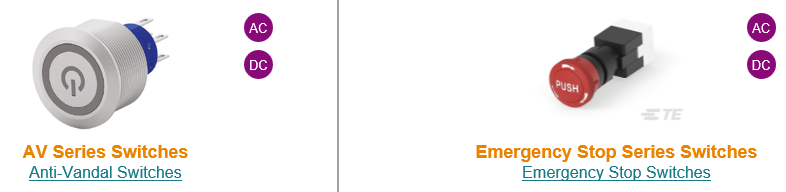 AC
DC
AV Series Switches
Anti-Vandal Switches
PUSH
TE
AC
DC
Emergency Stop Series Switches
Emergency Stop Switches